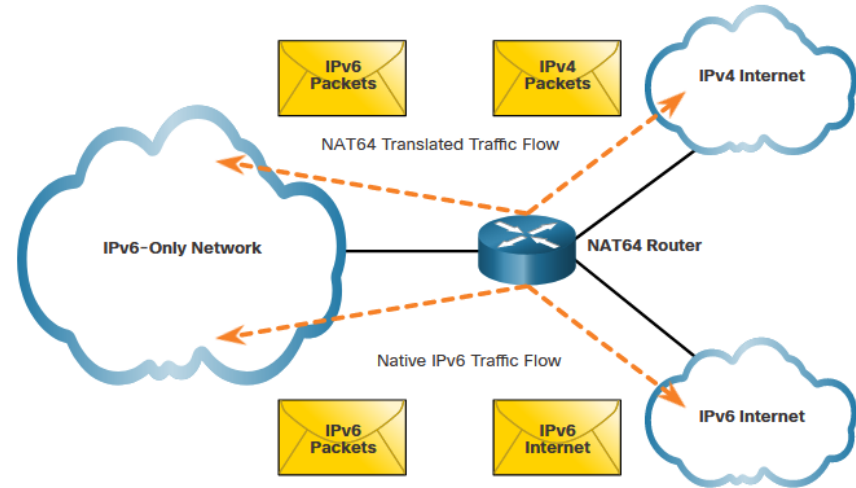 IPv6
Packets
IPv4
Packets
IPv4 Internet
NAT64 Translated Traffic Flow
IPv6-Only Network
NAT64 Router
Native IPv6 Traffic Flow
IPv6
Packets
IPv6
Internet
IPv6 Internet